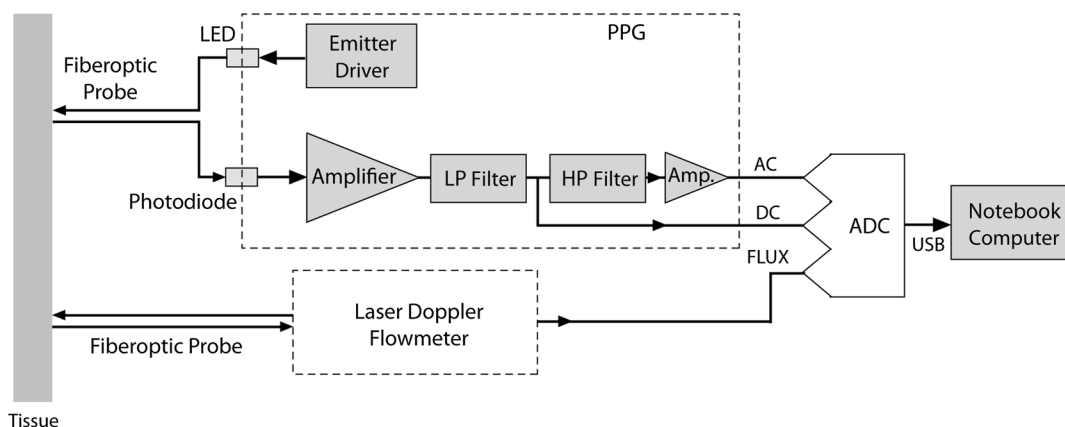 LED
PPG
Emitter
Driver
Fiberoptic
Probe
Amplifier
LP Filter
HP Filter
Amp.
AC
Photodiode
DC
ADC
Notebook
Computer
USB
FLUX
Laser Doppler
Flowmeter
Fiberoptic Probe
Tissue